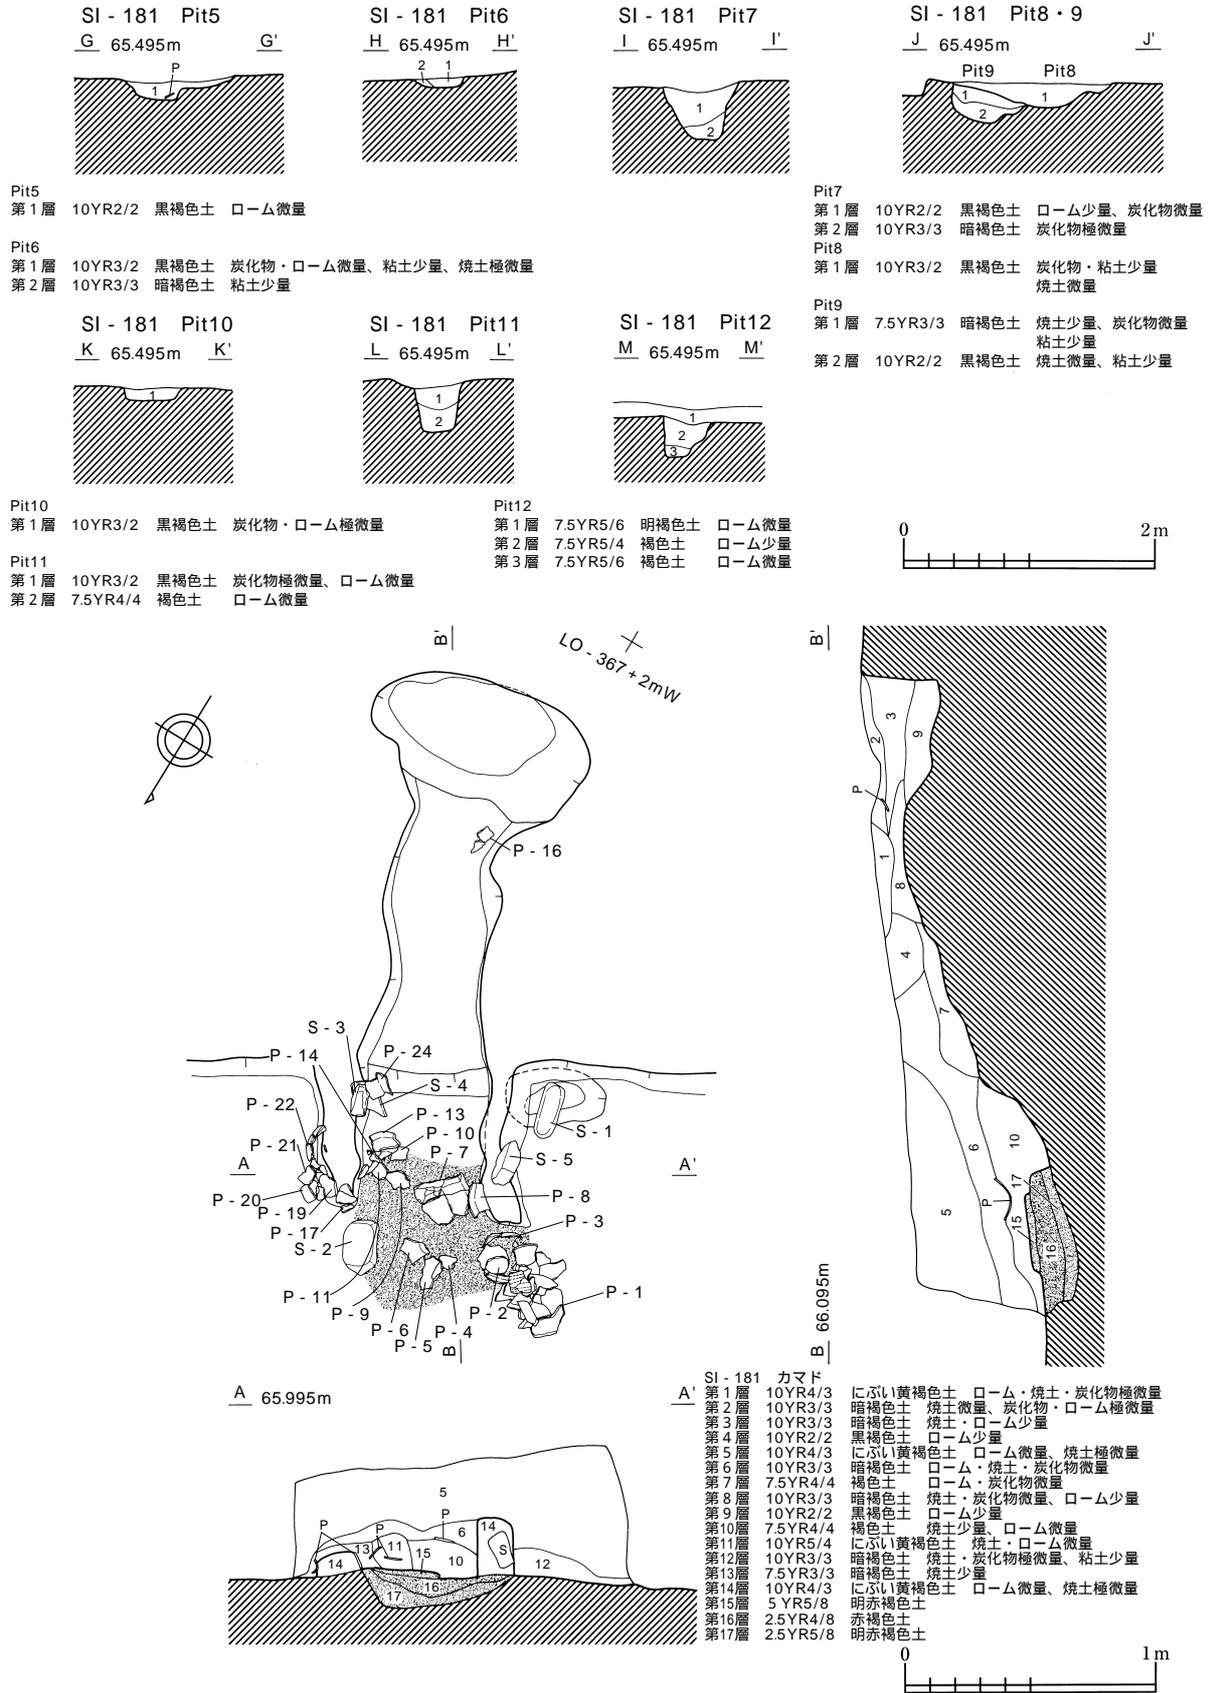 SI - 181 Pit5
G 65.495m G'
P
1
SI - 181 Pit6
H 65.495m H'
2 1
SI - 181 Pit7
I 65.495m I'
1
2
SI - 181 Pit8・9
J 65.495m J'
Pit9 Pit8
1 1
2
Pit5
第1層 10YR2/2 黒褐色土 ローム微量
Pit6
第1層 10YR3/2 黒褐色土 炭化物・ローム微量、粘土少量、焼土極微量
第2層 10YR3/3 暗褐色土 粘土少量
Pit7
第1層 10YR2/2 黒褐色土 ローム少量、炭化物微量
第2層 10YR3/3 暗褐色土 炭化物極微量
Pit8
第1層 10YR3/2 黒褐色土 炭化物・粘土少量
焼土微量
Pit9
第1層 7.5YR3/3 暗褐色土 焼土少量、炭化物微量
粘土少量
第2層 10YR2/2 黒褐色土 焼土微量、粘土少量
SI - 181 Pit10
K 65.495m K'
1
SI - 181 Pit11
L 65.495m L'
1
2
SI - 181 Pit12
M 65.495m M'
1
2
3
Pit10
第1層 10YR3/2 黒褐色土 炭化物・ローム極微量
Pit11
第1層 10YR3/2 黒褐色土 炭化物極微量、ローム微量
第2層 7.5YR4/4 褐色土 ローム微量
Pit12
第1層 7.5YR5/6 明褐色土 ローム微量
第2層 7.5YR5/4 褐色土 ローム少量
第3層 7.5YR5/6 褐色土 ローム微量
0 2m
B'
LO - 367 + 2mW
P - 16
S - 3
P - 14
P - 24
S - 4
P - 22
P - 13
P - 10
P - 21
P - 7
S - 1
S - 5
A A'
P - 20
P - 8
P - 19
P - 3
P - 17
S - 2
P - 11
P - 1
P - 9
P - 2
P - 6
P - 4
P - 5
B
B'
3
2
9
P
1
8
4
7
6
10
17
P
5
15
16
B 66.095m
A 65.995m A'
5
P
P
P
6
14
13
11
14
15
10
S
12
16
17
SI - 181 カマド
第1層 10YR4/3 にぶい黄褐色土 ローム・焼土・炭化物極微量
第2層 10YR3/3 暗褐色土 焼土微量、炭化物・ローム極微量
第3層 10YR3/3 暗褐色土 焼土・ローム少量
第4層 10YR2/2 黒褐色土 ローム少量
第5層 10YR4/3 にぶい黄褐色土 ローム微量、焼土極微量
第6層 10YR3/3 暗褐色土 ローム・焼土・炭化物微量
第7層 7.5YR4/4 褐色土 ローム・炭化物微量
第8層 10YR3/3 暗褐色土 焼土・炭化物微量、ローム少量
第9層 10YR2/2 黒褐色土 ローム少量
第10層 7.5YR4/4 褐色土 焼土少量、ローム微量
第11層 10YR5/4 にぶい黄褐色土 焼土・ローム微量
第12層 10YR3/3 暗褐色土 焼土・炭化物極微量、粘土少量
第13層 7.5YR3/3 暗褐色土 焼土少量
第14層 10YR4/3 にぶい黄褐色土 ローム微量、焼土極微量
第15層 5YR5/8 明赤褐色土
第16層 2.5YR4/8 赤褐色土
第17層 2.5YR5/8 明赤褐色土
0 1m